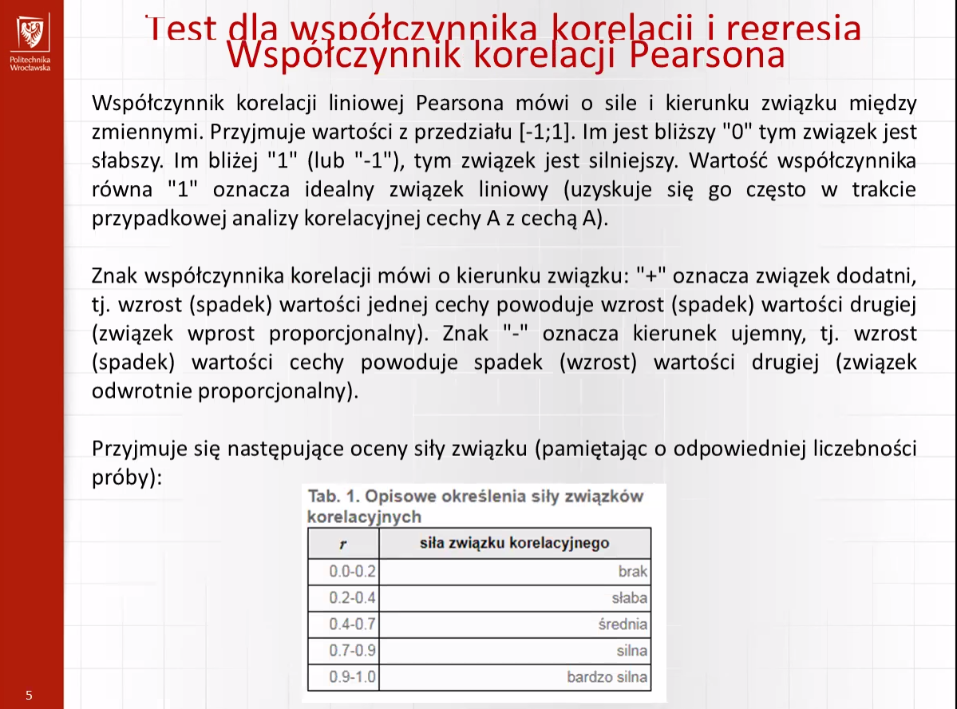 Test dla współczynnika korelacji i regresja
Współczynnik korelacji Pearsona
Politechnika
Wrocławska
Współczynnik korelacji liniowej Pearsona mówi o sile i kierunku związku między
zmiennymi. Przyjmuje wartości z przedziału [-1;1]. Im jest bliższy "0" tym związek jest
słabszy. Im bliżej "1" (lub "-1"), tym związek jest silniejszy. Wartość współczynnika
równa "1" oznacza idealny związek liniowy (uzyskuje się go często w trakcie
przypadkowej analizy korelacyjnej cechy A z cechą A).
Znak współczynnika korelacji mówi o kierunku związku: "+" oznacza związek dodatni,
tj. wzrost (spadek) wartości jednej cechy powoduje wzrost (spadek) wartości drugiej
(związek wprost proporcjonalny). Znak "-" oznacza kierunek ujemny, tj. wzrost
(spadek) wartości cechy powoduje spadek (wzrost) wartości drugiej (związek
odwrotnie proporcjonalny).
Przyjmuje się następujące oceny siły związku (pamiętając o odpowiedniej liczebności
próby):
Tab. 1. Opisowe określenia siły związków
korelacyjnych
r siła związku korelacyjnego
0.0-0.2 brak
0.2-0.4 słaba
0.4-0.7 średnia
0.7-0.9 silna
0.9-1.0 bardzo silna
5